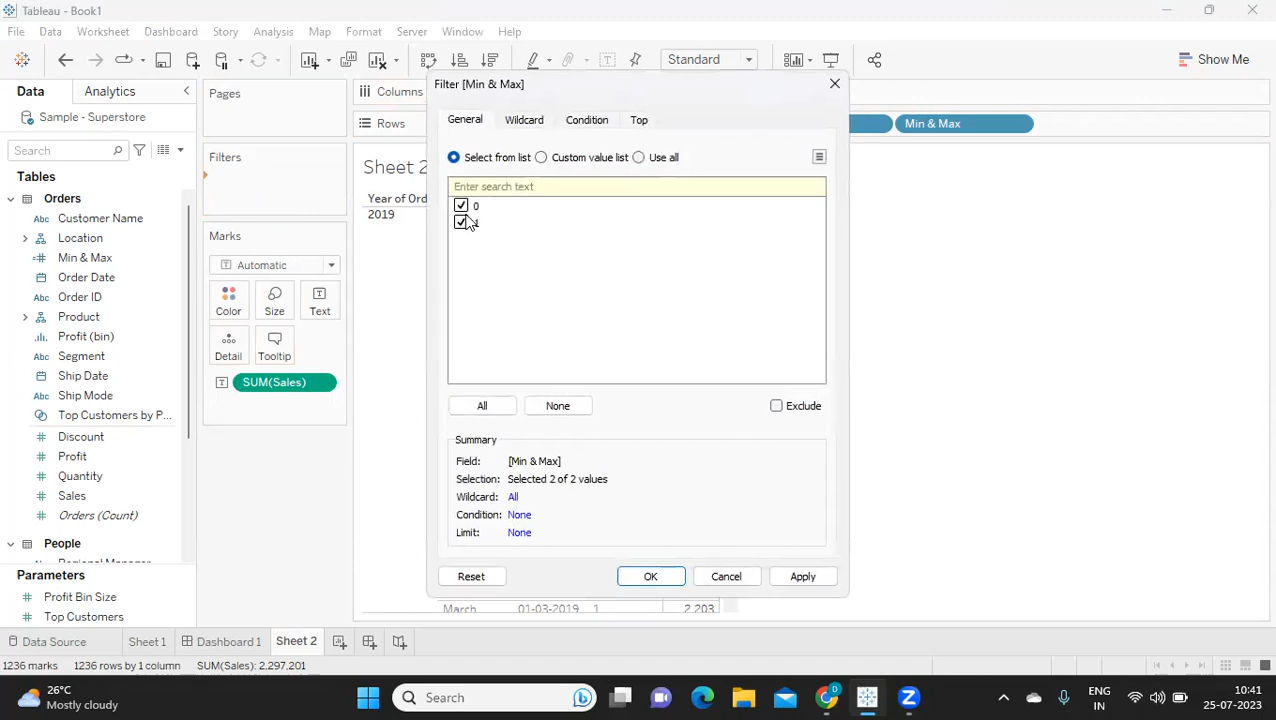 Tableau - Book1
File Data Worksheet Dashboard Story Analysis Map Format Server Window Help
Standard
Show Me
Data Analytics
Sample - Superstore
Search
Tables
Orders
Abc Customer Name
Location
Min & Max
Order Date
Abc Order ID
Product
Profit (bin)
Abc Segment
Abc Ship Date
Abc Ship Mode
Top Customers by P...
Discount
Profit
Quantity
Sales
Orders (Count)
People
Parameters
Profit Bin Size
Top Customers
Pages
Filters
Marks
Automatic
Color
Size
Text
Detail
Tooltip
SUM(Sales)
Columns
Rows
Min & Max
Sheet 2
Year of Ord
2019
March 01-03-2019 1 2,203
Filter [Min & Max]
General Wildcard Condition Top
Select from list Custom value list Use all
Enter search text
0
1
All None Exclude
Summary
Field: [Min & Max]
Selection: Selected 2 of 2 values
Wildcard: All
Condition: None
Limit: None
Reset OK Cancel Apply
Data Source Sheet 1 Dashboard 1 Sheet 2
1236 marks 1236 rows by 1 column SUM(Sales): 2,297,201
26°C
Mostly cloudy
Search
ENG
IN
10:41
25-07-2023